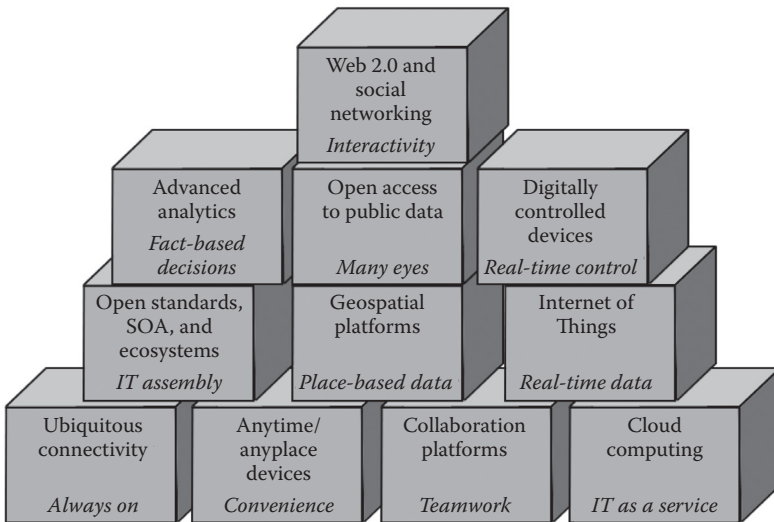 Web 2.0 and
social
networking
Interactivity
Advanced
analytics
Fact-based
decisions
Open access
to public data
Many eyes
Digitally
controlled
devices
Real-time control
Open standards,
SOA, and
ecosystems
IT assembly
Geospatial
platforms
Place-based data
Internet of
Things
Real-time data
Ubiquitous
connectivity
Always on
Anytime/
anyplace
devices
Convenience
Collaboration
platforms
Teamwork
Cloud
computing
IT as a service